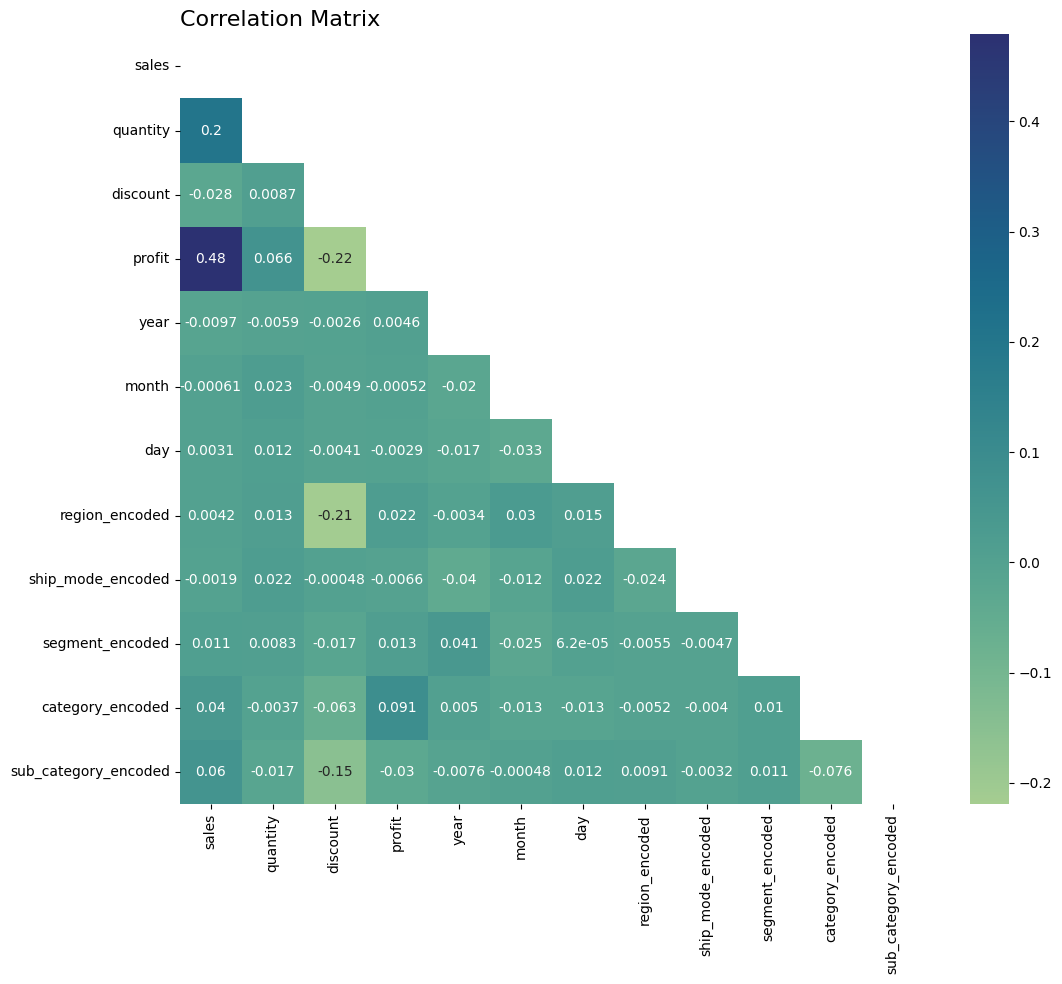 Correlation Matrix
sales
quantity 0.2
discount -0.028 0.0087
profit 0.48 0.066 -0.22
year -0.0097 -0.0059 -0.0026 0.0046
month -0.00061 0.023 -0.0049 -0.00052 -0.02
day 0.0031 0.012 -0.0041 -0.0029 -0.017 -0.033
region_encoded 0.0042 0.013 -0.21 0.022 -0.0034 0.03 0.015
ship_mode_encoded -0.0019 0.022 -0.00048 -0.0066 -0.04 -0.012 0.022 -0.024
segment_encoded 0.011 0.0083 -0.017 0.013 0.041 -0.025 6.2e-05 -0.0055 -0.0047
category_encoded 0.04 -0.0037 -0.063 0.091 0.005 -0.013 -0.013 -0.0052 -0.004 0.01
sub_category_encoded 0.06 -0.017 -0.15 -0.03 -0.0076 -0.00048 0.012 0.0091 -0.0032 0.011 -0.076
sales quantity discount profit year month day region_encoded ship_mode_encoded segment_encoded category_encoded sub_category_encoded
0.4
0.3
0.2
0.1
0.0
−0.1
−0.2